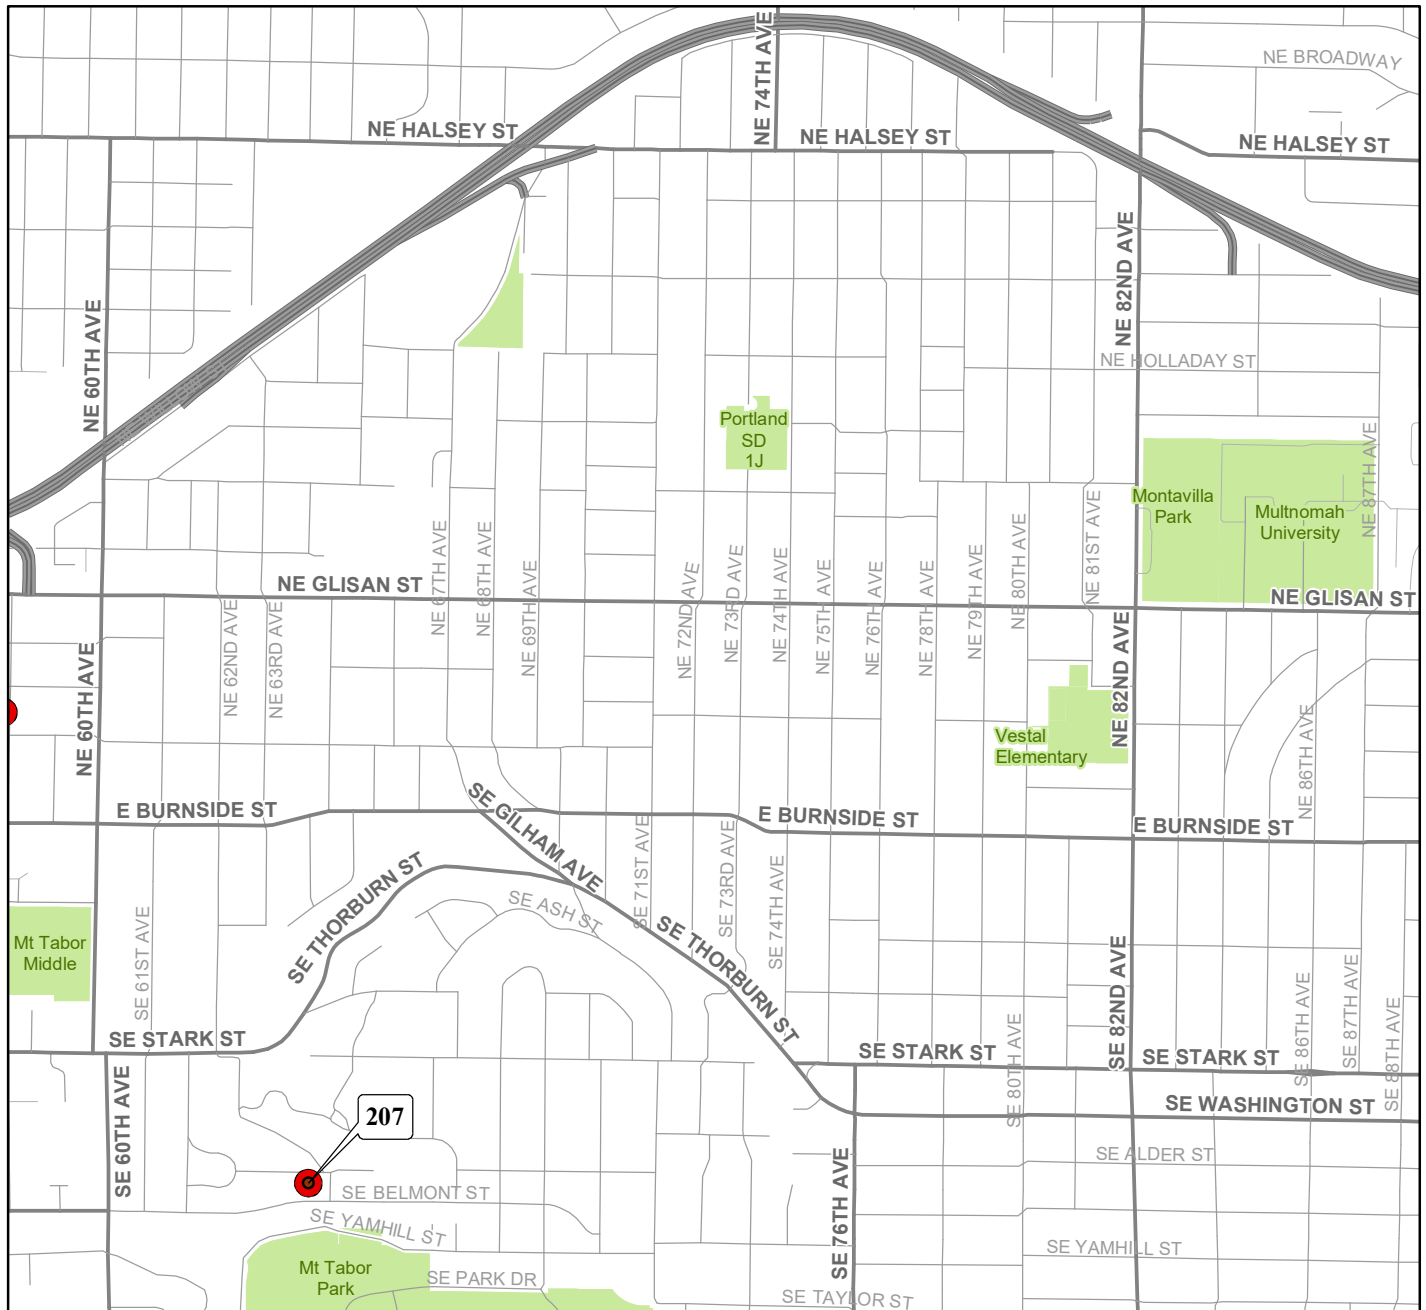 NE 74TH AVE
NE BROADWAY
NE HALSEY ST
NE HALSEY ST
NE HALSEY ST
NE 82ND AVE
NE 60TH AVE
NE HOLLADAY ST
Portland
SD
1J
NE 87TH AVE
Montavilla
Park
Multnomah
University
NE 67TH AVE
NE 68TH AVE
NE 69TH AVE
NE 72ND AVE
NE 73RD AVE
NE 74TH AVE
NE 75TH AVE
NE 76TH AVE
NE 78TH AVE
NE 79TH AVE
NE 80TH AVE
NE 81ST AVE
NE GLISAN ST
NE GLISAN ST
NE 62ND AVE
NE 63RD AVE
NE 60TH AVE
NE 82ND AVE
NE 86TH AVE
Vestal
Elementary
E BURNSIDE ST
SE GILHAM AVE
E BURNSIDE ST
E BURNSIDE ST
SE 71ST AVE
SE 73RD AVE
SE 74TH AVE
SE THORBURN ST
SE ASH ST
SE THORBURN ST
Mt Tabor
Middle
SE 61ST AVE
SE 82ND AVE
SE 86TH AVE
SE 87TH AVE
SE 88TH AVE
SE 80TH AVE
SE STARK ST
SE STARK ST
SE STARK ST
SE WASHINGTON ST
SE 60TH AVE
207
SE ALDER ST
SE BELMONT ST
SE YAMHILL ST
SE 76TH AVE
SE YAMHILL ST
Mt Tabor
Park
SE PARK DR
SE TAYLOR ST